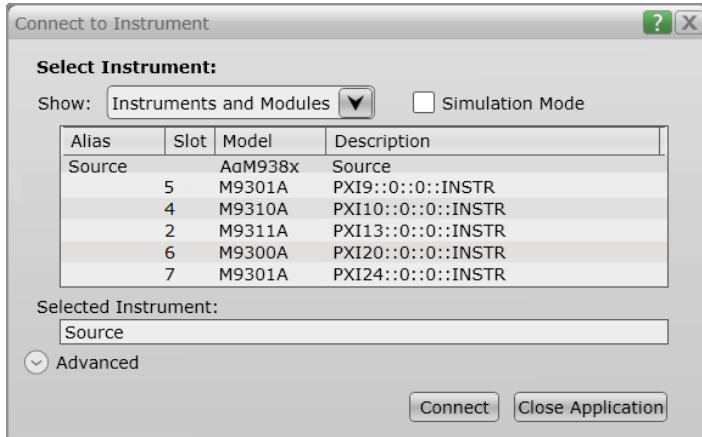 Connect to Instrument ? X
Select Instrument:
Show: Instruments and Modules Simulation Mode
Alias Slot Model Description
Source AgM938x Source
5 M9301A PXI9::0::0::INSTR
4 M9310A PXI10::0::0::INSTR
2 M9311A PXI13::0::0::INSTR
6 M9300A PXI20::0::0::INSTR
7 M9301A PXI24::0::0::INSTR
Selected Instrument:
Source
Advanced
Connect Close Application